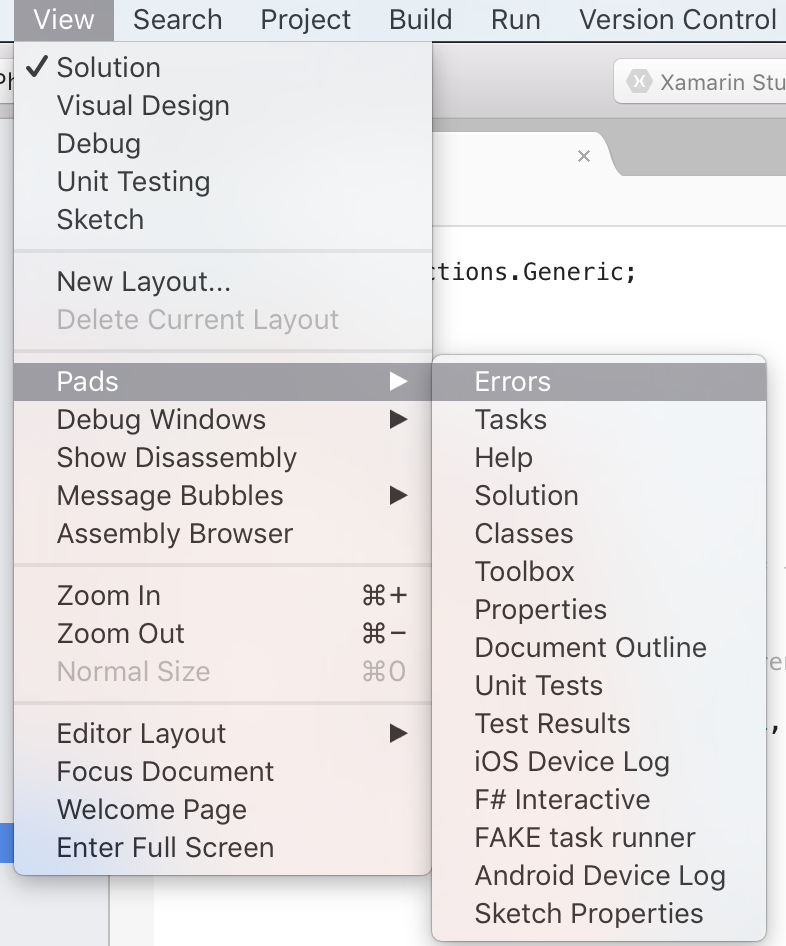 View Search Project Build Run Version Control
Xamarin Stu
✓ Solution
Visual Design
Debug
Unit Testing
Sketch
ctions.Generic;
New Layout...
Delete Current Layout
Pads ▶
Debug Windows ▶
Show Disassembly
Message Bubbles ▶
Assembly Browser
Zoom In ⌘+
Zoom Out ⌘−
Normal Size ⌘0
Editor Layout ▶
Focus Document
Welcome Page
Enter Full Screen
Errors
Tasks
Help
Solution
Classes
Toolbox
Properties
Document Outline
Unit Tests
Test Results
iOS Device Log
F# Interactive
FAKE task runner
Android Device Log
Sketch Properties